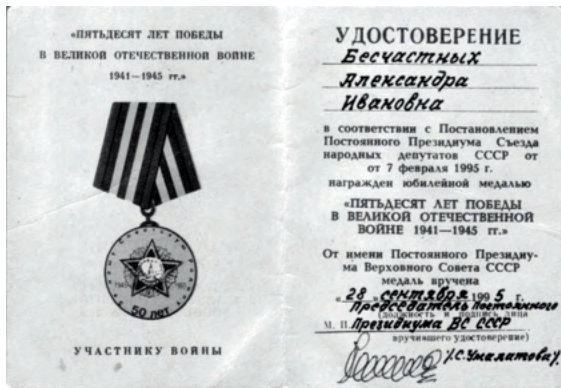 «ПЯТЬДЕСЯТ ЛЕТ ПОБЕДЫ
В ВЕЛИКОЙ ОТЕЧЕСТВЕННОЙ ВОЙНЕ
1941—1945 гг.»
50 ЛЕТ
УЧАСТНИКУ ВОЙНЫ
УДОСТОВЕРЕНИЕ
Бесчастных
Александра
Ивановна
в соответствии с Постановлением
Постоянного Президиума Съезда
народных депутатов СССР от
от 7 февраля 1995 г.
награжден юбилейной медалью
«ПЯТЬДЕСЯТ ЛЕТ ПОБЕДЫ
В ВЕЛИКОЙ ОТЕЧЕСТВЕННОЙ
ВОЙНЕ 1941—1945 гг.»
От имени Постоянного Президиу-
ма Верховного Совета СССР
медаль вручена
«28» сентября 1995 г.
Председатель Постоянного
(должность и подпись лица
М. П. Президиума ВС СССР
вручившего удостоверение)
/С.Умалатова/